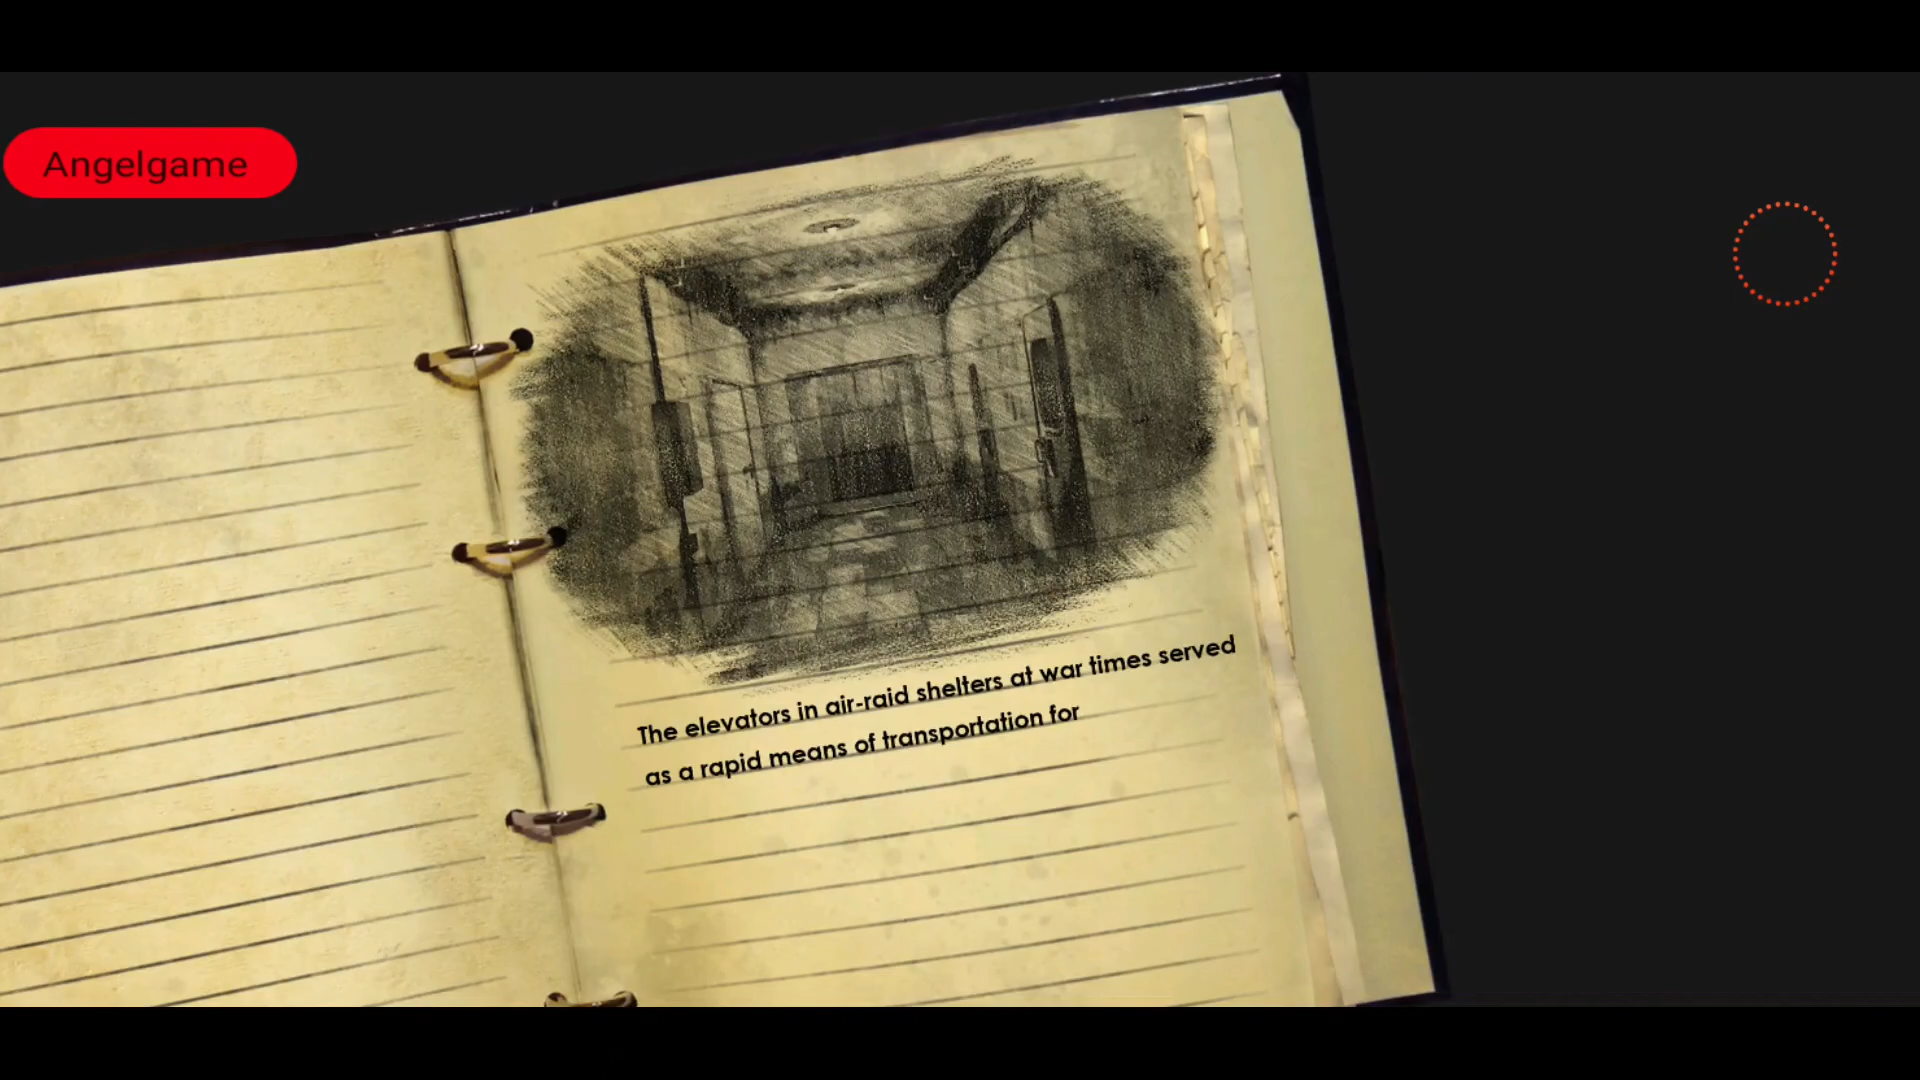 Angelgame
The elevators in air-raid shelters at war times served
as a rapid means of transportation for